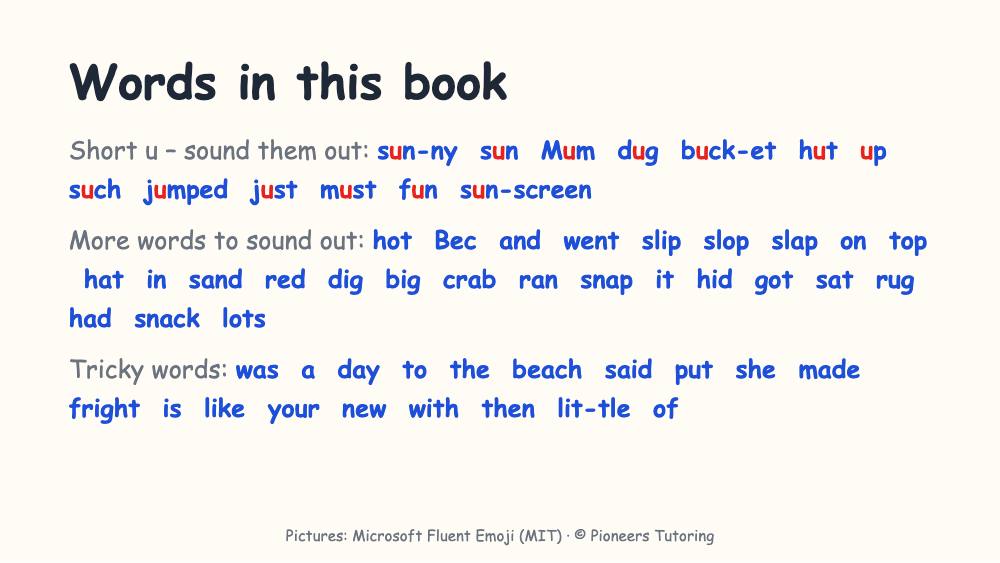 Words in this book
Short u – sound them out: sun-ny sun Mum dug buck-et hut up
such jumped just must fun sun-screen
More words to sound out: hot Bec and went slip slop slap on top
hat in sand red dig big crab ran snap it hid got sat rug
had snack lots
Tricky words: was a day to the beach said put she made
fright is like your new with then lit-tle of
Pictures: Microsoft Fluent Emoji (MIT) · © Pioneers Tutoring